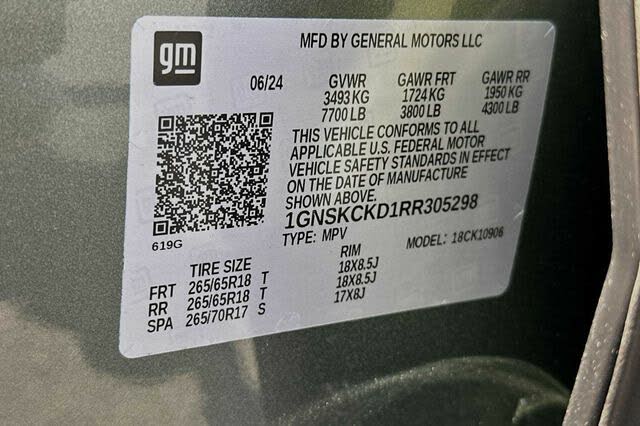 gm
MFD BY GENERAL MOTORS LLC
06/24 GVWR GAWR FRT GAWR RR
3493 KG 1724 KG 1950 KG
7700 LB 3800 LB 4300 LB
THIS VEHICLE CONFORMS TO ALL
APPLICABLE U.S. FEDERAL MOTOR
VEHICLE SAFETY STANDARDS IN EFFECT
ON THE DATE OF MANUFACTURE
SHOWN ABOVE.
1GNSKCKD1RR305298
619G TYPE: MPV MODEL: 18CK10906
TIRE SIZE RIM
FRT 265/65R18 T 18X8.5J
RR 265/65R18 T 18X8.5J
SPA 265/70R17 S 17X8J